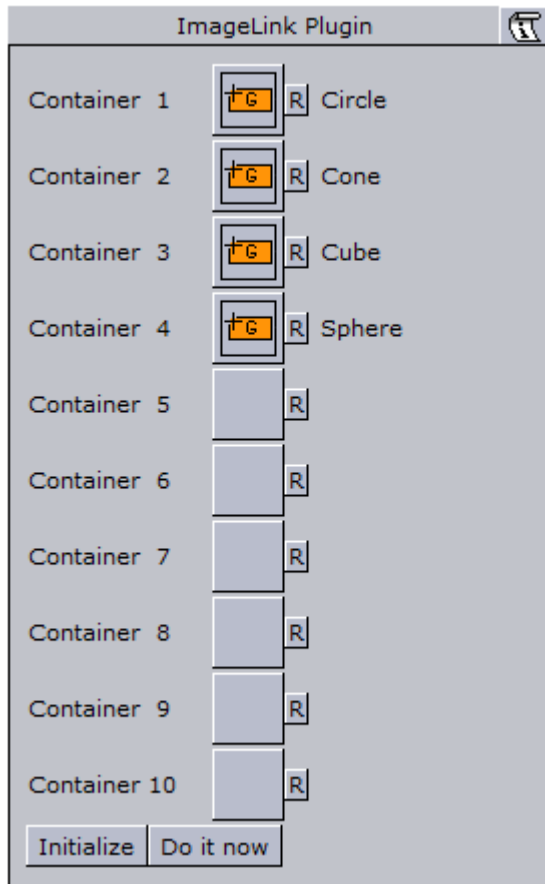 ImageLink Plugin
Container 1 G R Circle
Container 2 G R Cone
Container 3 G R Cube
Container 4 G R Sphere
Container 5 R
Container 6 R
Container 7 R
Container 8 R
Container 9 R
Container 10 R
Initialize Do it now